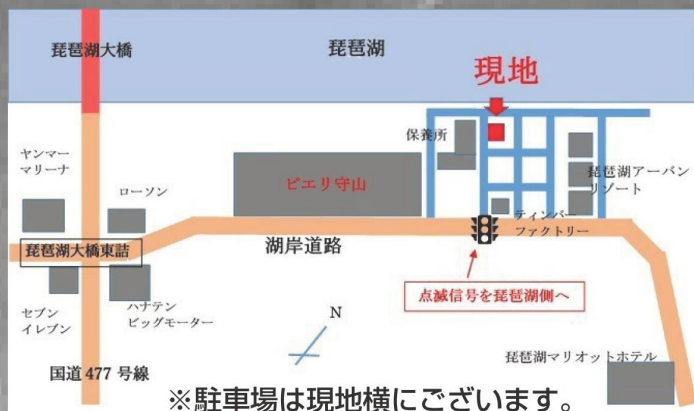 琵琶湖大橋
琵琶湖
現地
保養所
ヤンマー
マリーナ
ローソン
ピエリ守山
琵琶湖アーバン
リゾート
ティンバー
ファクトリー
琵琶湖大橋東詰
湖岸道路
点滅信号を琵琶湖側へ
セブン
イレブン
ハナテン
ビッグモーター
N
琵琶湖マリオットホテル
国道477号線
※駐車場は現地横にございます。